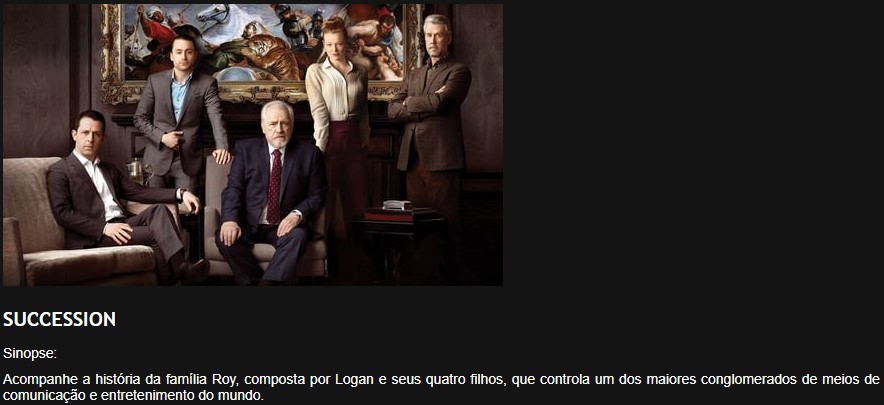 SUCCESSION
Sinopse:
Acompanhe a história da família Roy, composta por Logan e seus quatro filhos, que controla um dos maiores conglomerados de meios de
comunicação e entretenimento do mundo.